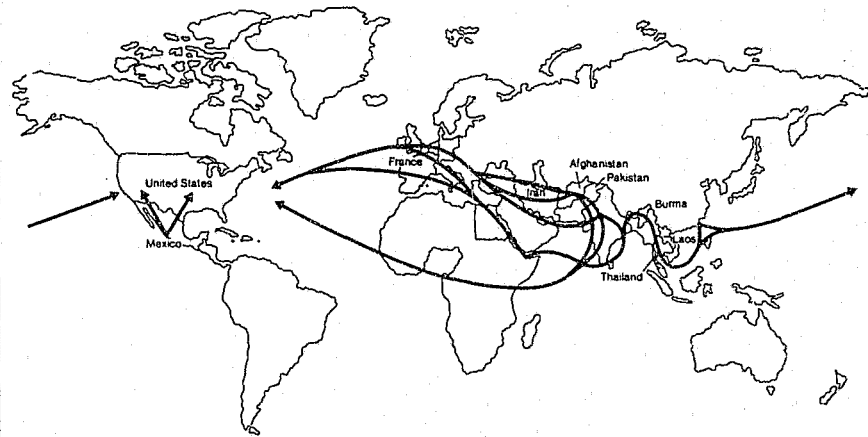 France
Afghanistan
Pakistan
Iran
United States
Burma
Mexico
Laos
Thailand